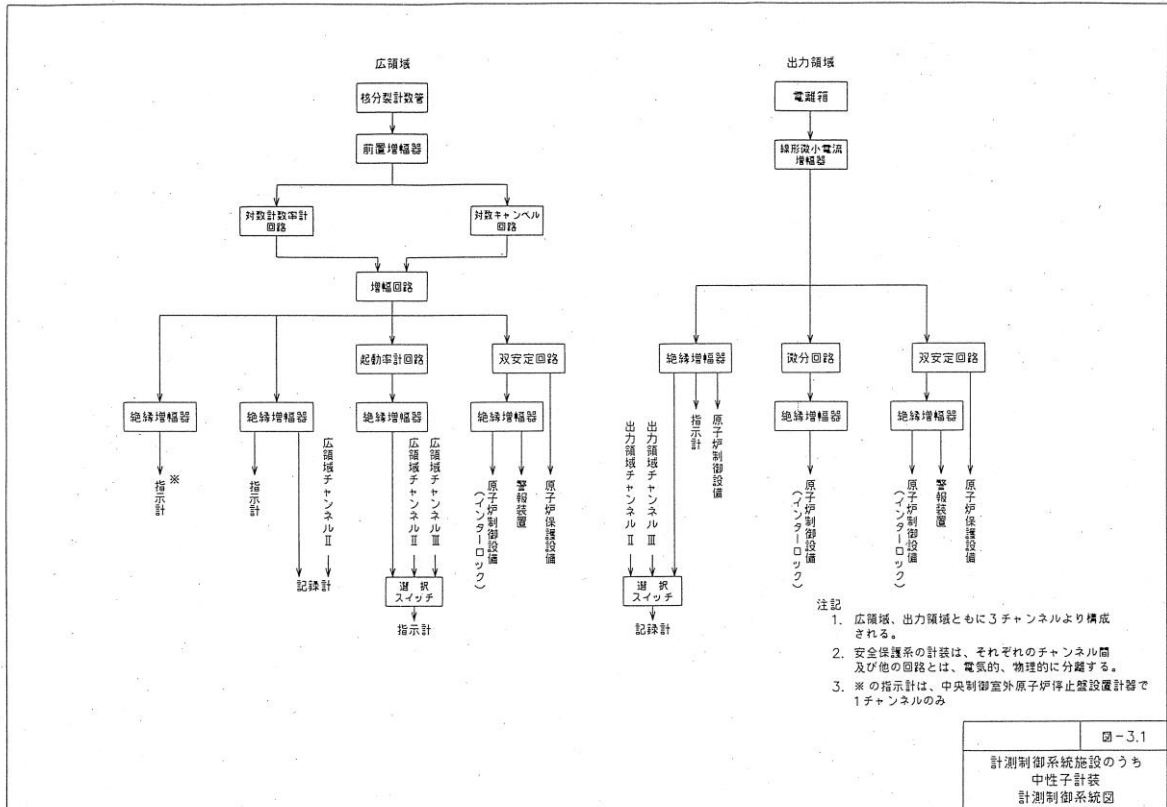 広領域
核分裂計数管
前置増幅器
対数計数率計
回路
対数キャンベル
回路
増幅回路
起動率計回路
双安定回路
絶縁増幅器
絶縁増幅器
絶縁増幅器
絶縁増幅器
指示計
※
指示計
広領域チャンネルⅡ
記録計
広領域チャンネルⅡ
広領域チャンネルⅢ
選択
スイッチ
指示計
原子炉制御設備
(インターロック)
警報装置
原子炉保護設備
出力領域
電離箱
線形微小電流
増幅器
絶縁増幅器
微分回路
双安定回路
絶縁増幅器
絶縁増幅器
出力領域チャンネルⅡ
出力領域チャンネルⅢ
指示計
原子炉制御設備
選択
スイッチ
記録計
原子炉制御設備
(インターロック)
原子炉制御設備
(インターロック)
警報装置
原子炉保護設備
注記
1. 広領域、出力領域ともに3チャンネルより構成
される。
2. 安全保護系の計装は、それぞれのチャンネル間
及び他の回路とは、電気的、物理的に分離する。
3. ※の指示計は、中央制御室外原子炉停止盤設置計器で
1チャンネルのみ
図-3.1
計測制御系統施設のうち
中性子計装
計測制御系統図